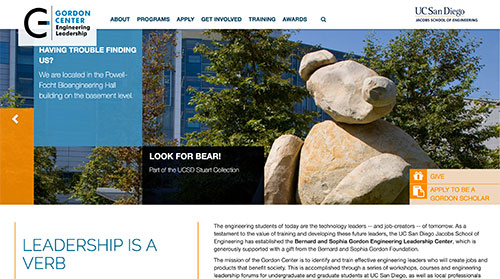 GORDON
CENTER
Engineering
Leadership
ABOUT PROGRAMS APPLY GET INVOLVED TRAINING AWARDS
UC San Diego
JACOBS SCHOOL OF ENGINEERING
HAVING TROUBLE FINDING
US?
We are located in the Powell-
Focht Bioengineering Hall
building on the basement level.
LOOK FOR BEAR!
Part of the UCSD Stuart Collection
GIVE
APPLY TO BE A
GORDON SCHOLAR
LEADERSHIP IS A
VERB
The engineering students of today are the technology leaders -- and job-creators -- of tomorrow. As a
testament to the value of training and developing these future leaders, the UC San Diego Jacobs School of
Engineering has established the Bernard and Sophia Gordon Engineering Leadership Center, which is
generously supported with a gift from the Bernard and Sophia Gordon Foundation.
The mission of the Gordon Center is to identify and train effective engineering leaders who will create jobs and
products that benefit society. This is accomplished through a series of workshops, courses and engineering
leadership forums for undergraduate and graduate students at UC San Diego, as well as local professionals